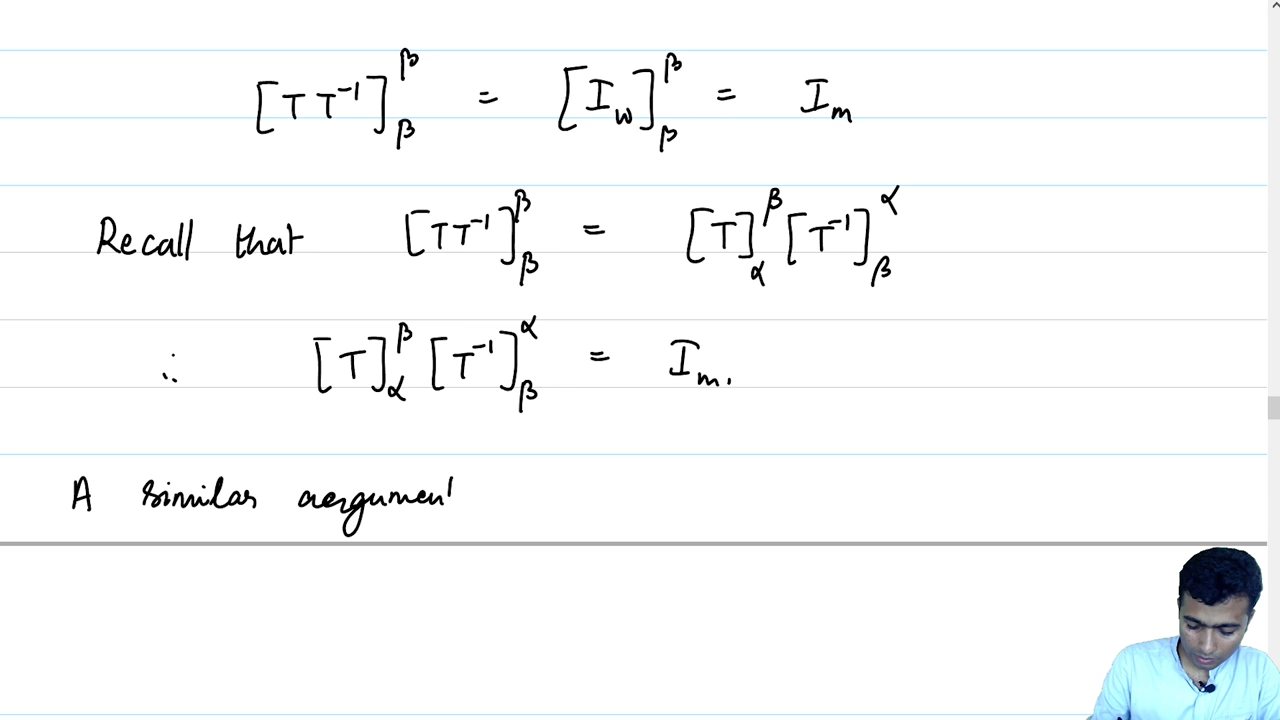 [TT⁻¹]_β^β = [I_W]_β^β = I_m
Recall that [TT⁻¹]_β^β = [T]_α^β [T⁻¹]_β^α
∴ [T]_α^β [T⁻¹]_β^α = I_m.
A similar argument